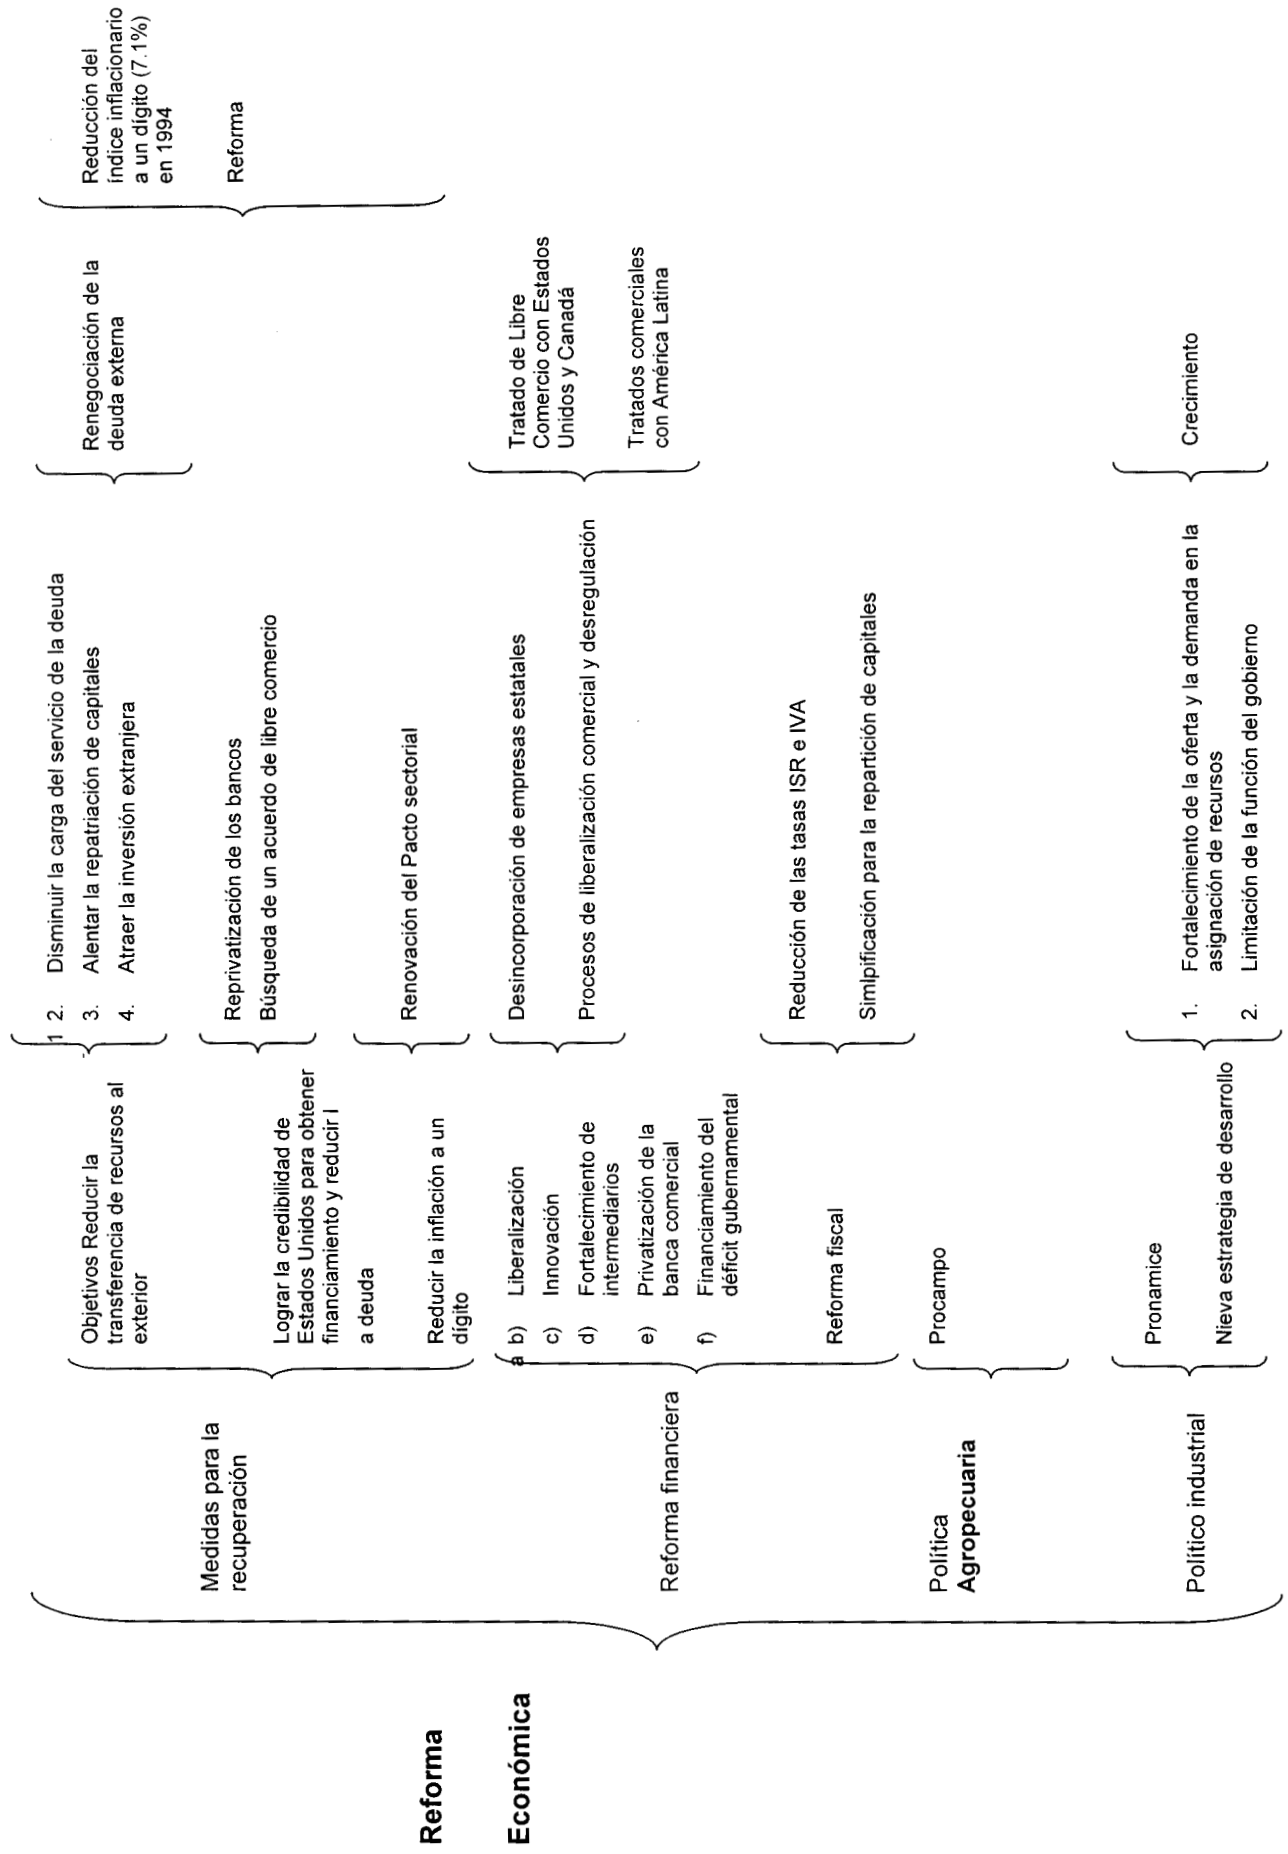 Reforma
Económica
Medidas para la
recuperación
Objetivos Reducir la
transferencia de recursos al
exterior
1 2. Disminuir la carga del servicio de la deuda
3. Alentar la repatriación de capitales
4. Atraer la inversión extranjera
Renegociación de la
deuda externa
Reducción del
índice inflacionario
a un dígito (7.1%)
en 1994
Reforma
Lograr la credibilidad de
Estados Unidos para obtener
financiamiento y reducir l
a deuda
Reprivatización de los bancos
Búsqueda de un acuerdo de libre comercio
Reducir la inflación a un
dígito
Renovación del Pacto sectorial
Reforma financiera
a b) Liberalización
c) Innovación
d) Fortalecimiento de
intermediarios
e) Privatización de la
banca comercial
f) Financiamiento del
déficit gubernamental
Desincorporación de empresas estatales
Procesos de liberalización comercial y desregulación
Tratado de Libre
Comercio con Estados
Unidos y Canadá
Tratados comerciales
con América Latina
Reforma fiscal
Reducción de las tasas ISR e IVA
Simlpificación para la repartición de capitales
Política
Agropecuaria
Procampo
Político industrial
Pronamice
Nieva estrategia de desarrollo
1. Fortalecimiento de la oferta y la demanda en la
asignación de recursos
2. Limitación de la función del gobierno
Crecimiento